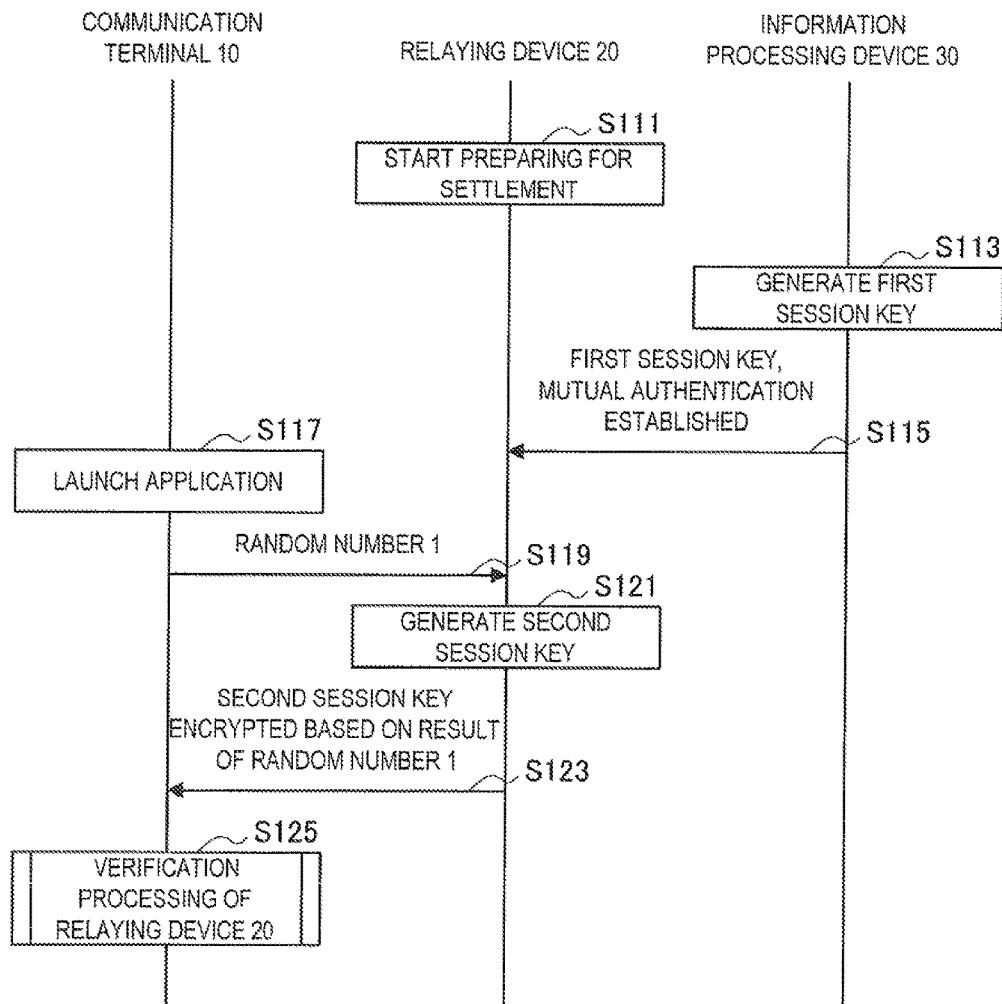 COMMUNICATION
TERMINAL 10
RELAYING DEVICE 20
INFORMATION
PROCESSING DEVICE 30
S111
START PREPARING FOR
SETTLEMENT
S113
GENERATE FIRST
SESSION KEY
FIRST SESSION KEY,
MUTUAL AUTHENTICATION
ESTABLISHED
S115
S117
LAUNCH APPLICATION
RANDOM NUMBER 1
S119
S121
GENERATE SECOND
SESSION KEY
SECOND SESSION KEY
ENCRYPTED BASED ON RESULT
OF RANDOM NUMBER 1
S123
S125
VERIFICATION
PROCESSING OF
RELAYING DEVICE 20